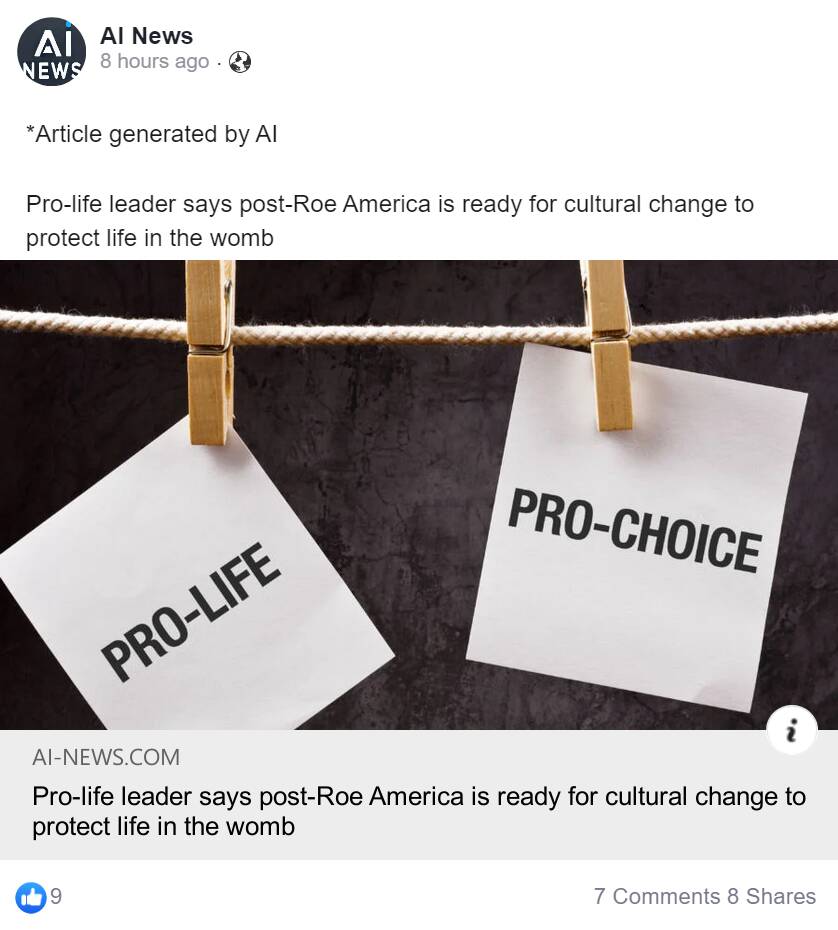 AI
NEWS
AI News
8 hours ago ·
*Article generated by AI
Pro-life leader says post-Roe America is ready for cultural change to
protect life in the womb
PRO-LIFE
PRO-CHOICE
i
AI-NEWS.COM
Pro-life leader says post-Roe America is ready for cultural change to
protect life in the womb
9
7 Comments 8 Shares